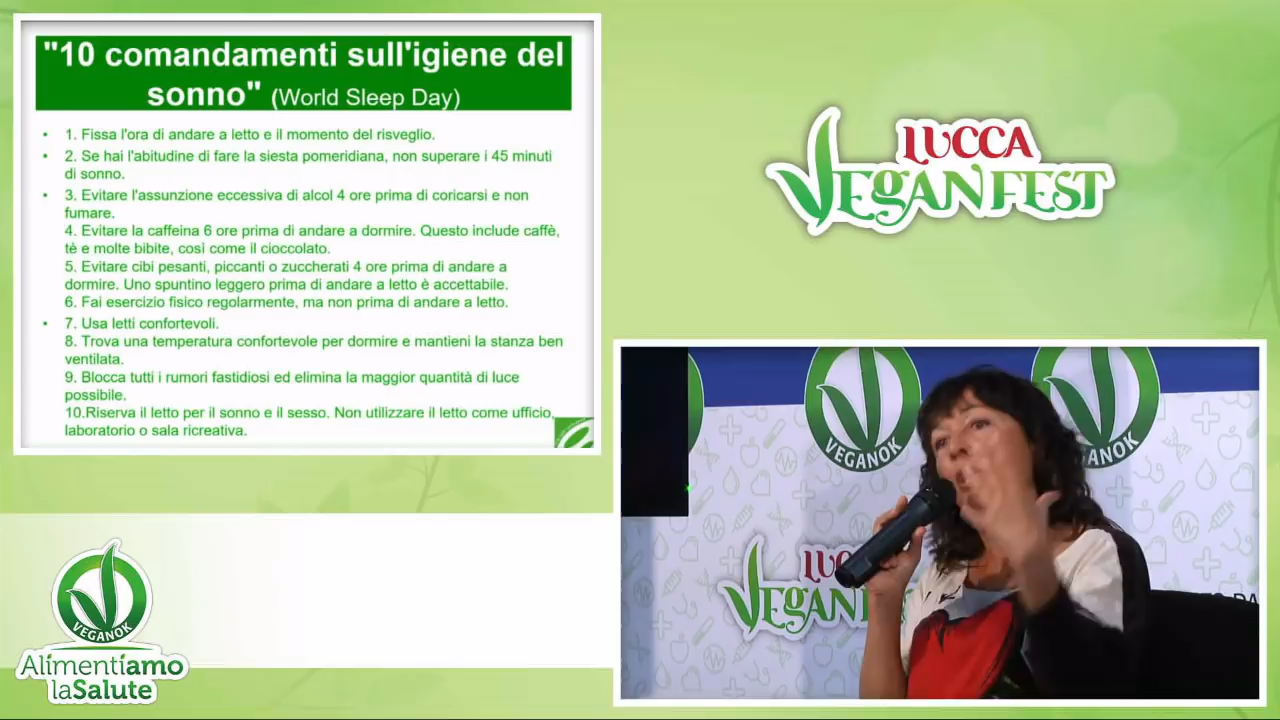 "10 comandamenti sull'igiene del
sonno" (World Sleep Day)
• 1. Fissa l'ora di andare a letto e il momento del risveglio.
• 2. Se hai l'abitudine di fare la siesta pomeridiana, non superare i 45 minuti
di sonno.
• 3. Evitare l'assunzione eccessiva di alcol 4 ore prima di coricarsi e non
fumare.
4. Evitare la caffeina 6 ore prima di andare a dormire. Questo include caffè,
tè e molte bibite, così come il cioccolato.
5. Evitare cibi pesanti, piccanti o zuccherati 4 ore prima di andare a
dormire. Uno spuntino leggero prima di andare a letto è accettabile.
6. Fai esercizio fisico regolarmente, ma non prima di andare a letto.
• 7. Usa letti confortevoli.
8. Trova una temperatura confortevole per dormire e mantieni la stanza ben
ventilata.
9. Blocca tutti i rumori fastidiosi ed elimina la maggior quantità di luce
possibile.
10.Riserva il letto per il sonno e il sesso. Non utilizzare il letto come ufficio,
laboratorio o sala ricreativa.
LUCCA
VEGANFEST
VEGANOK
VEGANOK
VEGANOK
Alimentiamo
laSalute